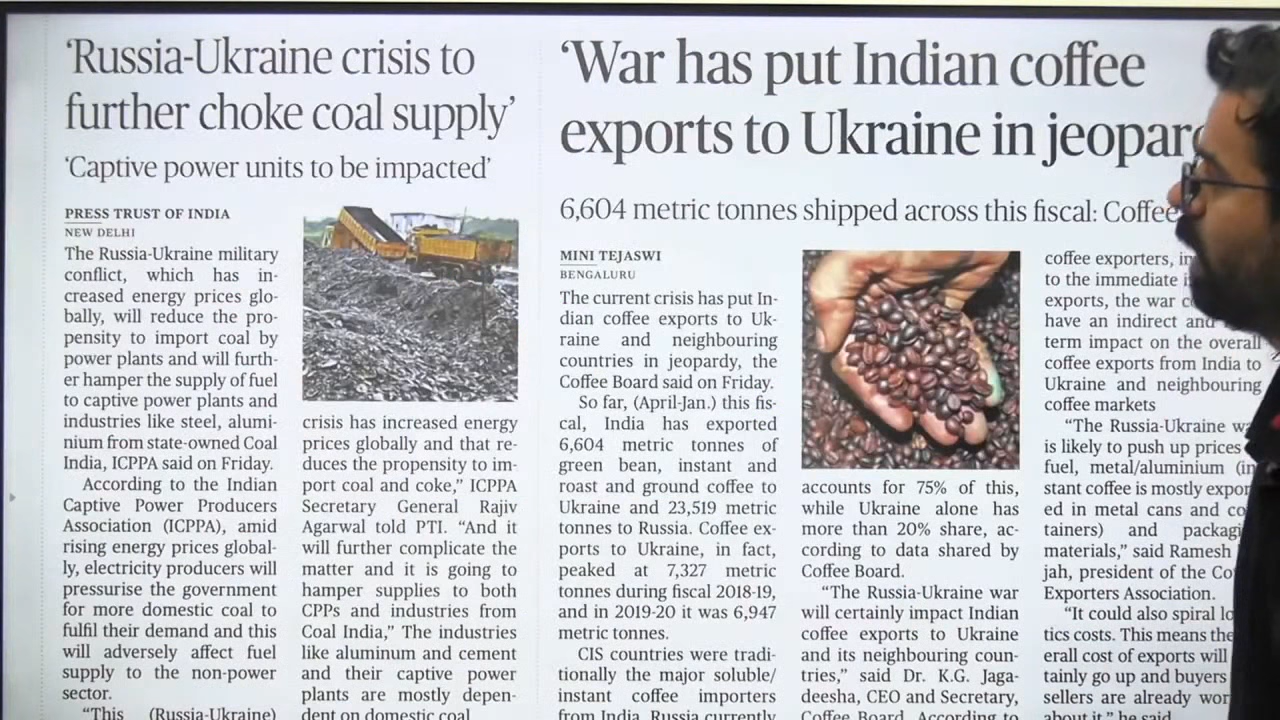 ‘Russia-Ukraine crisis to
further choke coal supply’
‘Captive power units to be impacted’
PRESS TRUST OF INDIA
NEW DELHI
The Russia-Ukraine military
conflict, which has in-
creased energy prices glo-
bally, will reduce the pro-
pensity to import coal by
power plants and will furth-
er hamper the supply of fuel
to captive power plants and
industries like steel, alumi-
nium from state-owned Coal
India, ICPPA said on Friday.
According to the Indian
Captive Power Producers
Association (ICPPA), amid
rising energy prices global-
ly, electricity producers will
pressurise the government
for more domestic coal to
fulfil their demand and this
will adversely affect fuel
supply to the non-power
sector.
“This (Russia-Ukraine)
crisis has increased energy
prices globally and that re-
duces the propensity to im-
port coal and coke,” ICPPA
Secretary General Rajiv
Agarwal told PTI. “And it
will further complicate the
matter and it is going to
hamper supplies to both
CPPs and industries from
Coal India,” The industries
like aluminum and cement
and their captive power
plants are mostly depen-
dent on domestic coal
‘War has put Indian coffee
exports to Ukraine in jeopar
6,604 metric tonnes shipped across this fiscal: Coffee
MINI TEJASWI
BENGALURU
The current crisis has put In-
dian coffee exports to Uk-
raine and neighbouring
countries in jeopardy, the
Coffee Board said on Friday.
So far, (April-Jan.) this fis-
cal, India has exported
6,604 metric tonnes of
green bean, instant and
roast and ground coffee to
Ukraine and 23,519 metric
tonnes to Russia. Coffee ex-
ports to Ukraine, in fact,
peaked at 7,327 metric
tonnes during fiscal 2018-19,
and in 2019-20 it was 6,947
metric tonnes.
CIS countries were tradi-
tionally the major soluble/
instant coffee importers
from India. Russia currently
accounts for 75% of this,
while Ukraine alone has
more than 20% share, ac-
cording to data shared by
Coffee Board.
“The Russia-Ukraine war
will certainly impact Indian
coffee exports to Ukraine
and its neighbouring coun-
tries,” said Dr. K.G. Jaga-
deesha, CEO and Secretary,
Coffee Board. According to
coffee exporters, in
to the immediate
exports, the war
have an indirect and
term impact on the overall
coffee exports from India to
Ukraine and neighbouring
coffee markets
“The Russia-Ukraine wa
is likely to push up prices
fuel, metal/aluminium (in
stant coffee is mostly expor
ed in metal cans and co
tainers) and packagi
materials,” said Ramesh
jah, president of the Co
Exporters Association.
“It could also spiral lo
tics costs. This means the
erall cost of exports will
tainly go up and buyers
sellers are already wor
about it,” he said